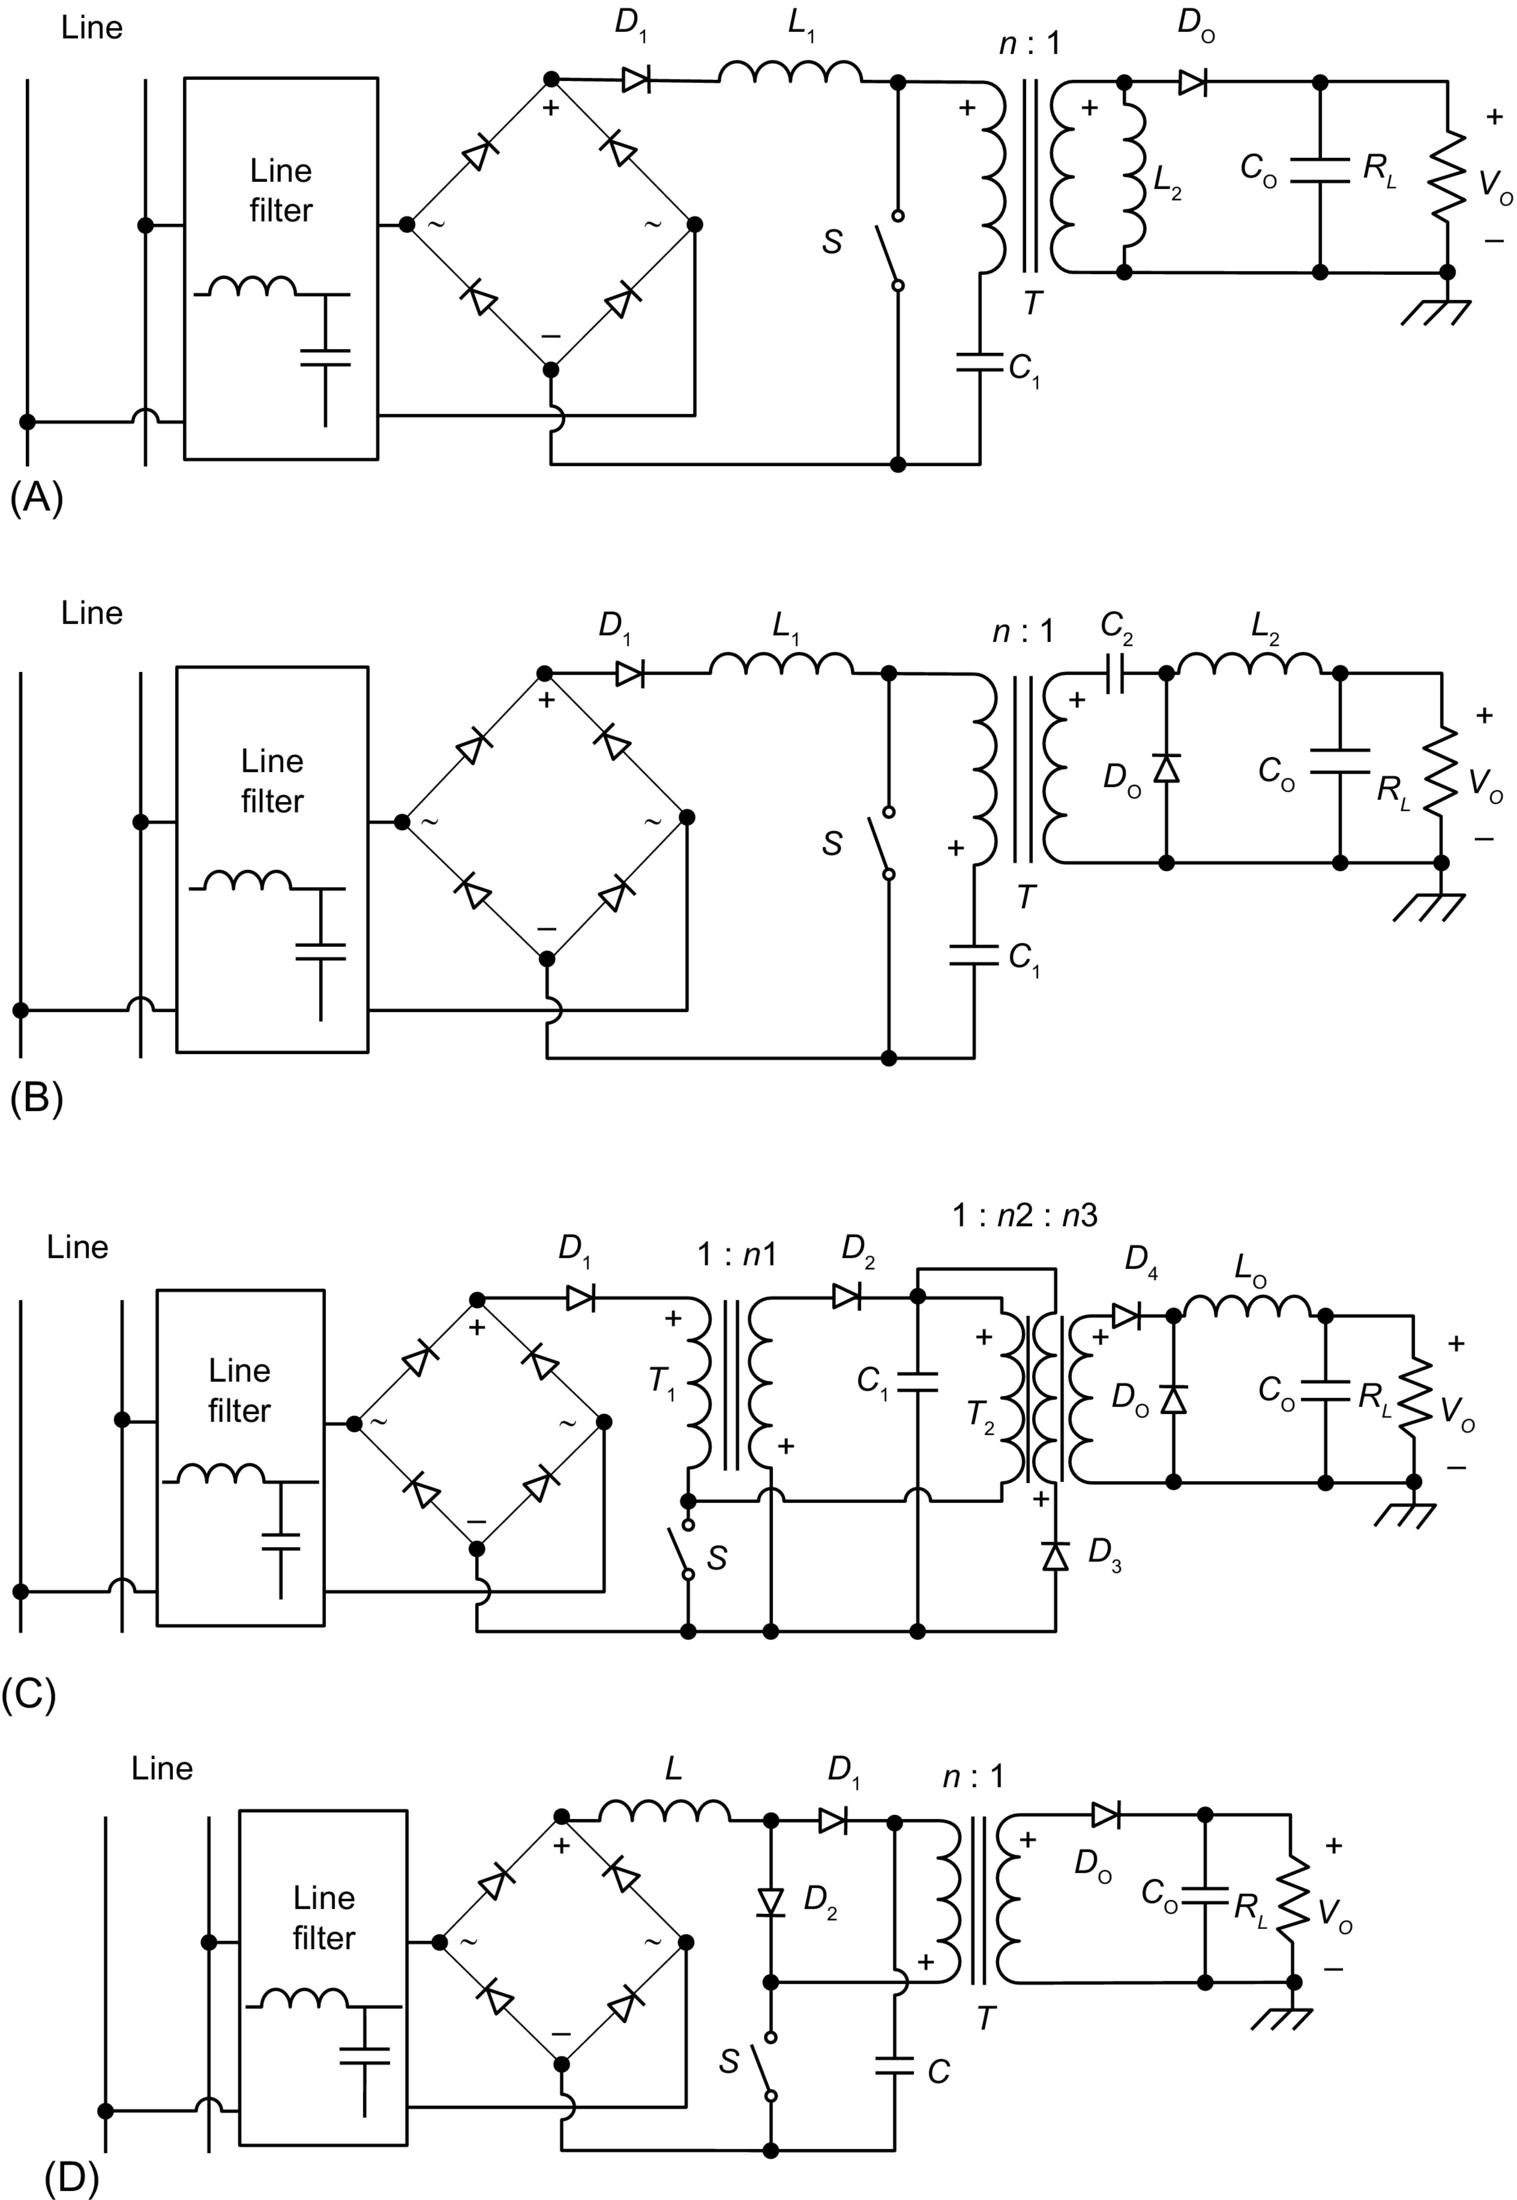 Line
D1
L1
n : 1
DO
+
+
+
+
Line
filter
~
~
S
L2
CO
RL
VO
–
–
T
C1
(A)
Line
D1
L1
n : 1
C2
L2
+
+
+
Line
filter
~
~
S
DO
CO
RL
VO
+
–
–
T
C1
(B)
1 : n2 : n3
Line
D1
1 : n1
D2
D4
LO
+
+
+
+
+
Line
filter
~
~
T1
C1
T2
DO
CO
RL
VO
+
–
–
+
S
D3
(C)
Line
L
D1
n : 1
+
+
+
Line
filter
~
~
D2
DO
CO
RL
VO
+
–
–
T
S
C
(D)